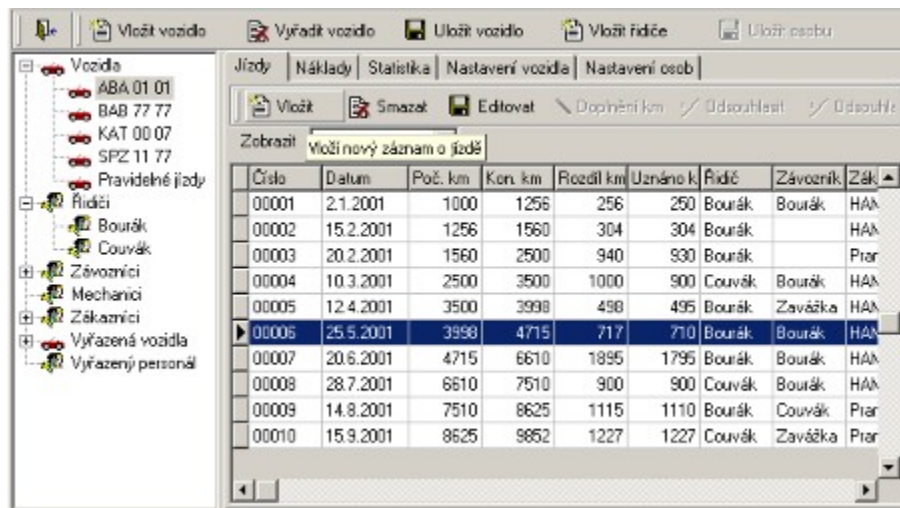 Vložit vozidlo Vyřadit vozidlo Uložit vozidlo Vložit řidiče Uložit osobu
Vozidla
ABA 01 01
BAB 77 77
KAT 00 07
SPZ 11 77
Pravidelné jízdy
Řidiči
Bourák
Couvák
Závozníci
Mechanici
Zákazníci
Vyřazená vozidla
Vyřazený personál
Jízdy Náklady Statistika Nastavení vozidla Nastavení osob
Vložit Smazat Editovat Doplnění km Odsouhlasit Odsouhla
Zobrazit
Vloží nový záznam o jízdě
Číslo Datum Poč. km Kon. km Rozdíl km Uznáno k Řidič Závozník Zák
00001 2.1.2001 1000 1256 256 250 Bourák Bourák HAN
00002 15.2.2001 1256 1560 304 304 Bourák HAN
00003 20.2.2001 1560 2500 940 930 Bourák Prar
00004 10.3.2001 2500 3500 1000 900 Couvák Bourák HAN
00005 12.4.2001 3500 3998 498 495 Bourák Zavážka HAN
00006 25.5.2001 3998 4715 717 710 Bourák Bourák HAN
00007 20.6.2001 4715 6610 1895 1795 Bourák Bourák HAN
00008 28.7.2001 6610 7510 900 900 Couvák Bourák HAN
00009 14.8.2001 7510 8625 1115 1110 Bourák Couvák Prar
00010 15.9.2001 8625 9852 1227 1227 Couvák Zavážka Prar